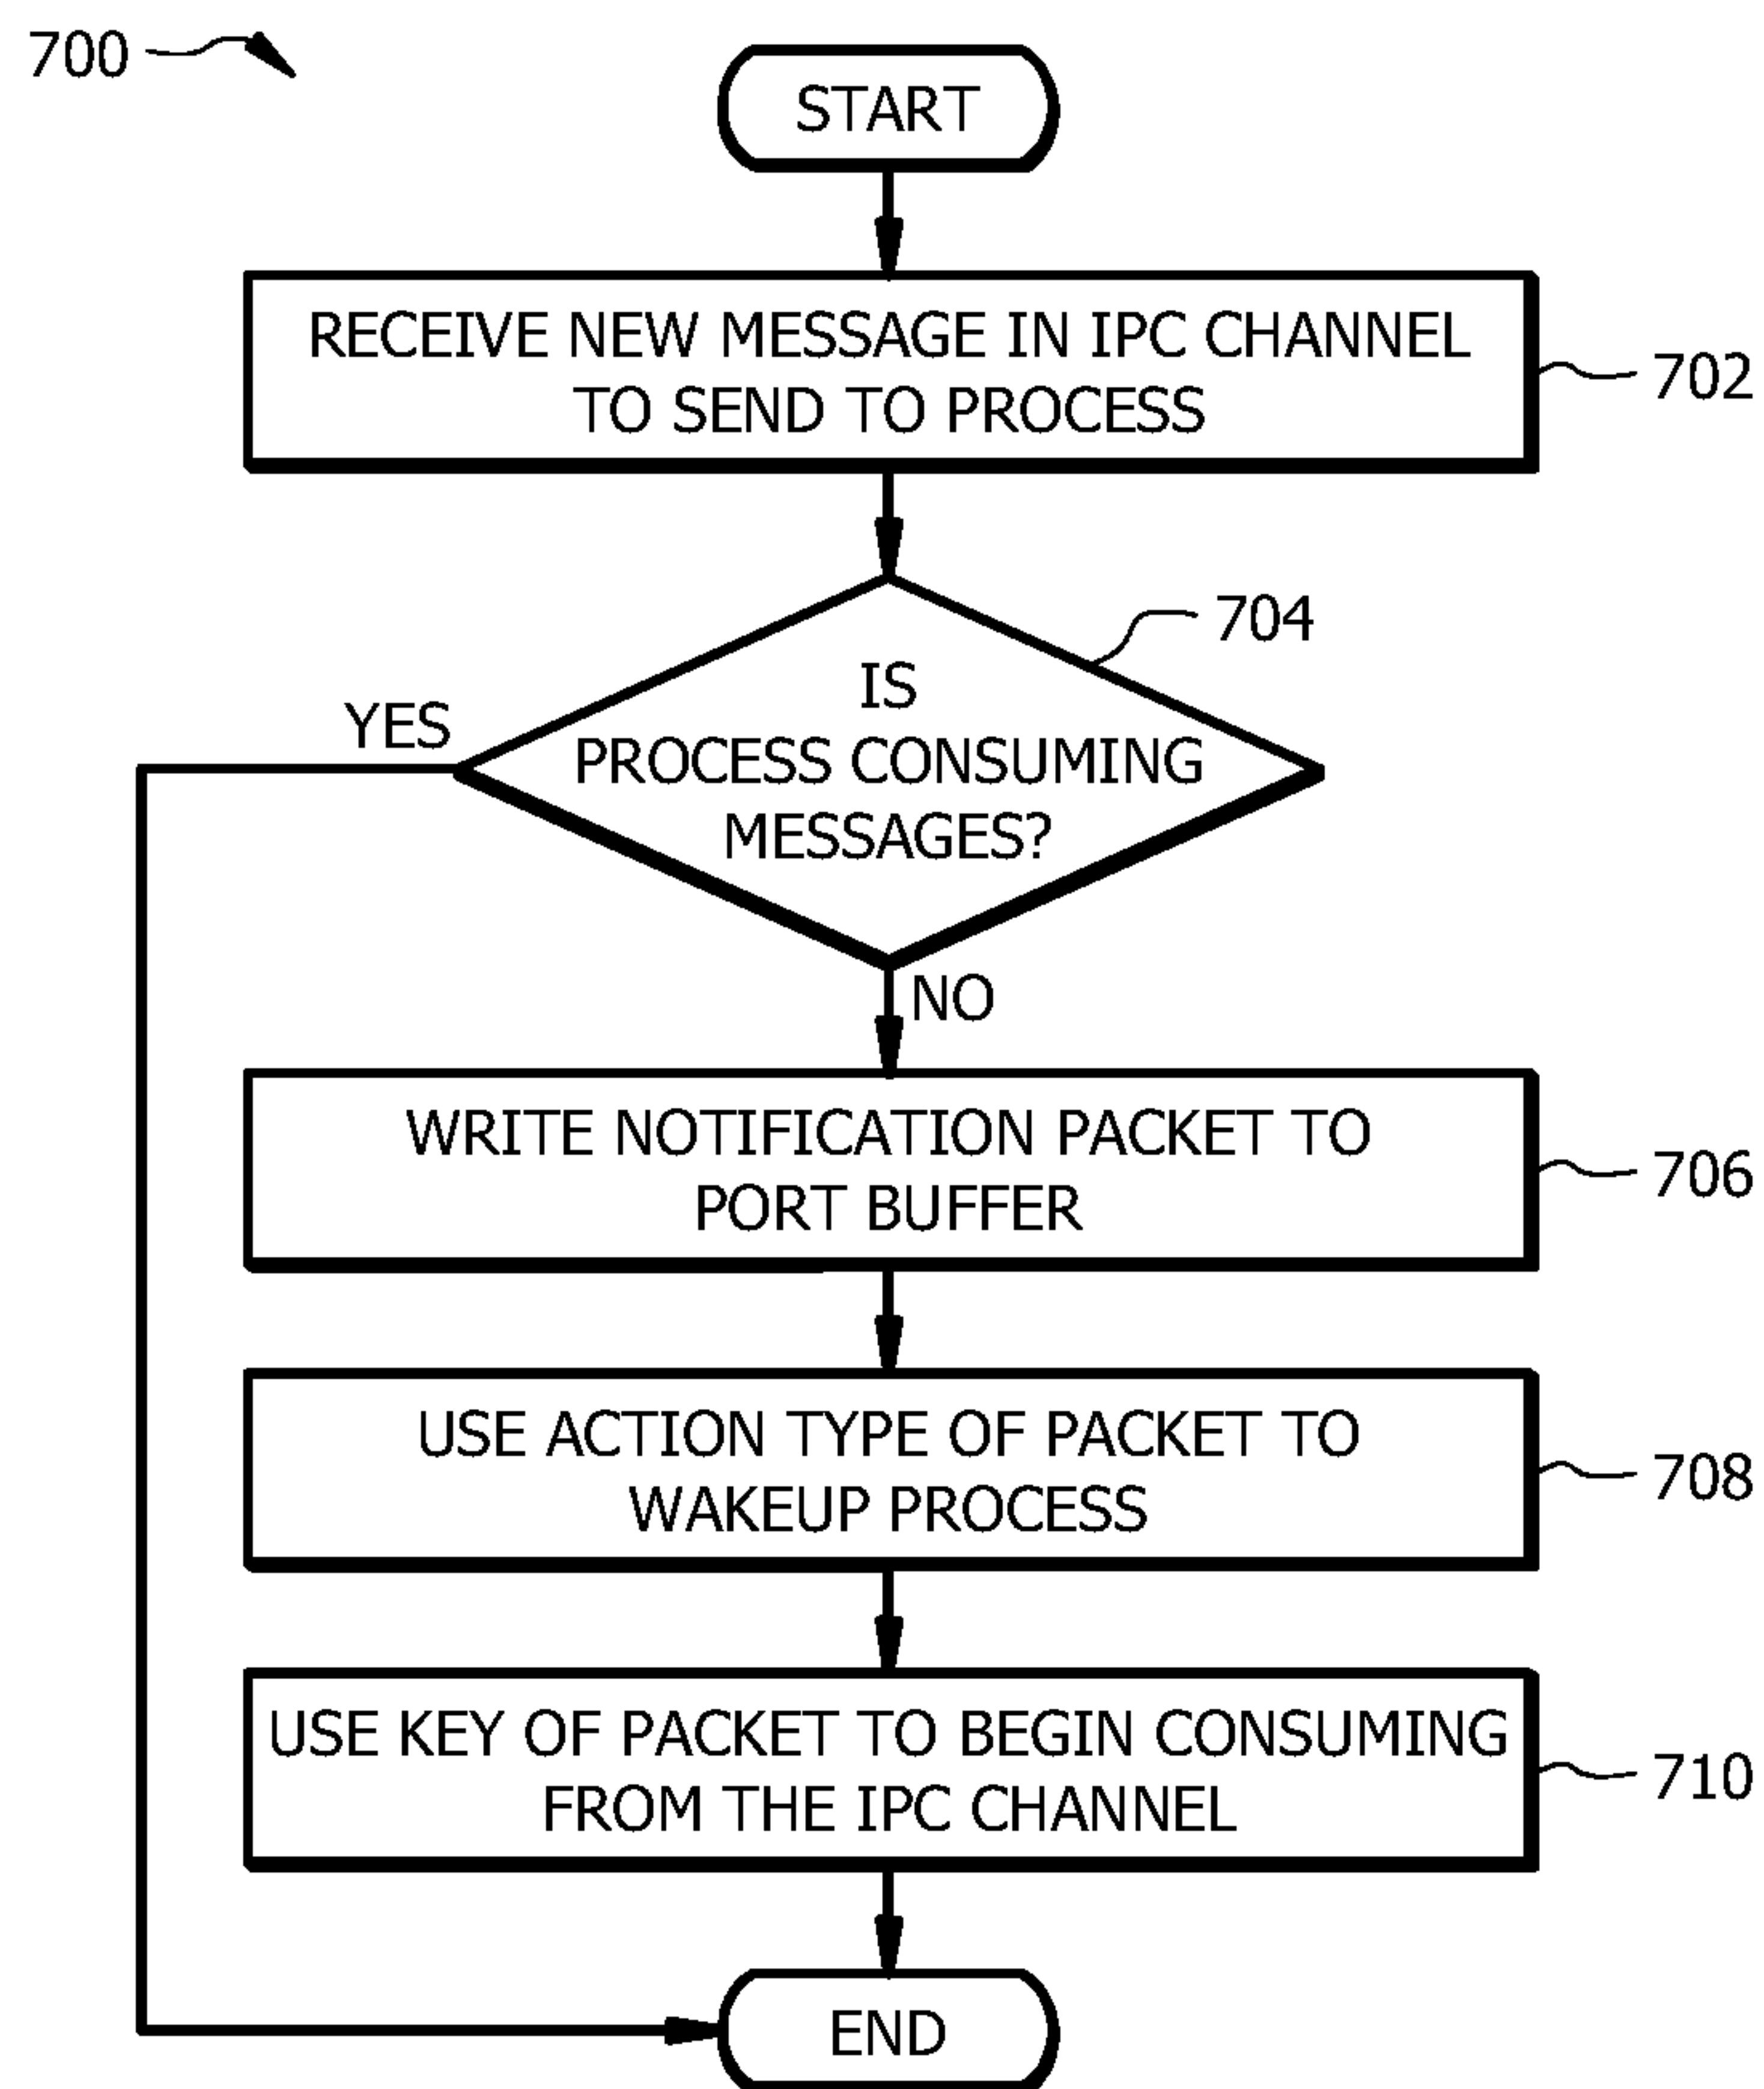 700
START
RECEIVE NEW MESSAGE IN IPC CHANNEL
TO SEND TO PROCESS
702
704
IS
PROCESS CONSUMING
MESSAGES?
YES
NO
WRITE NOTIFICATION PACKET TO
PORT BUFFER
706
USE ACTION TYPE OF PACKET TO
WAKEUP PROCESS
708
USE KEY OF PACKET TO BEGIN CONSUMING
FROM THE IPC CHANNEL
710
END